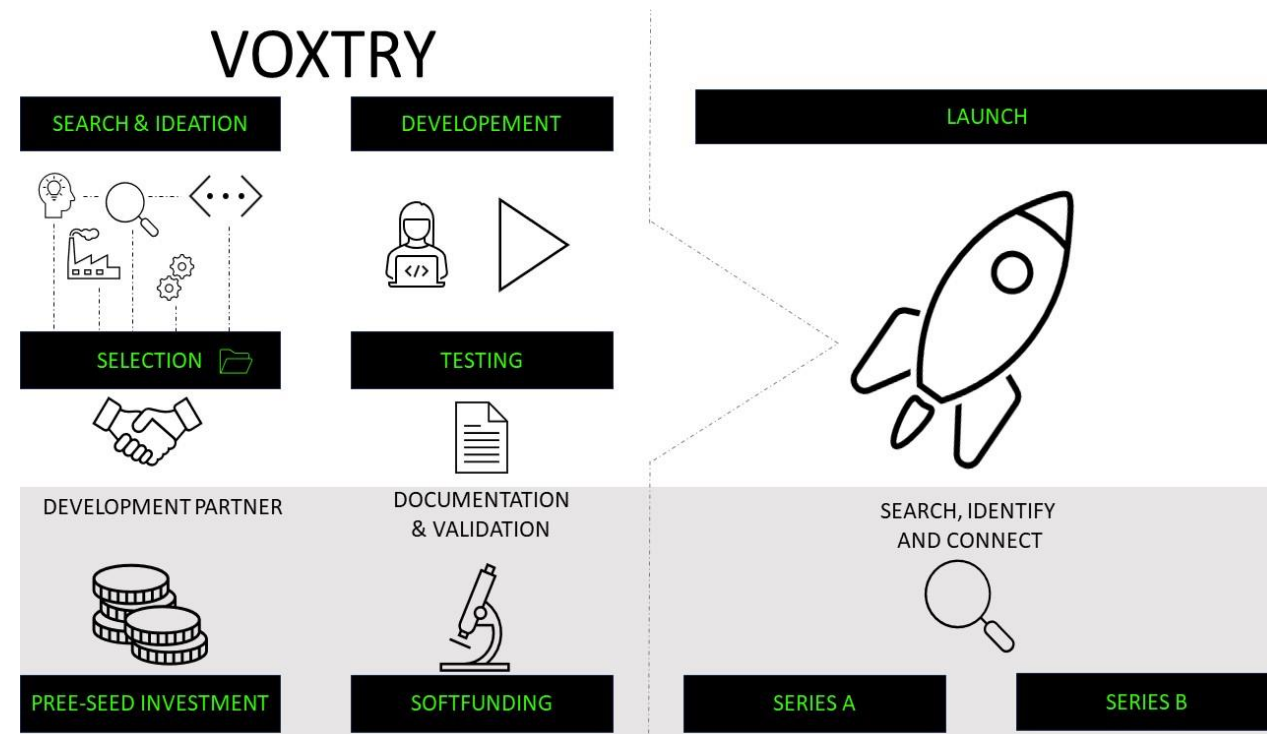 VOXTRY
SEARCH & IDEATION
DEVELOPEMENT
LAUNCH
</>
SELECTION
TESTING
DEVELOPMENT PARTNER
DOCUMENTATION
& VALIDATION
SEARCH, IDENTIFY
AND CONNECT
PREE-SEED INVESTMENT
SOFTFUNDING
SERIES A
SERIES B